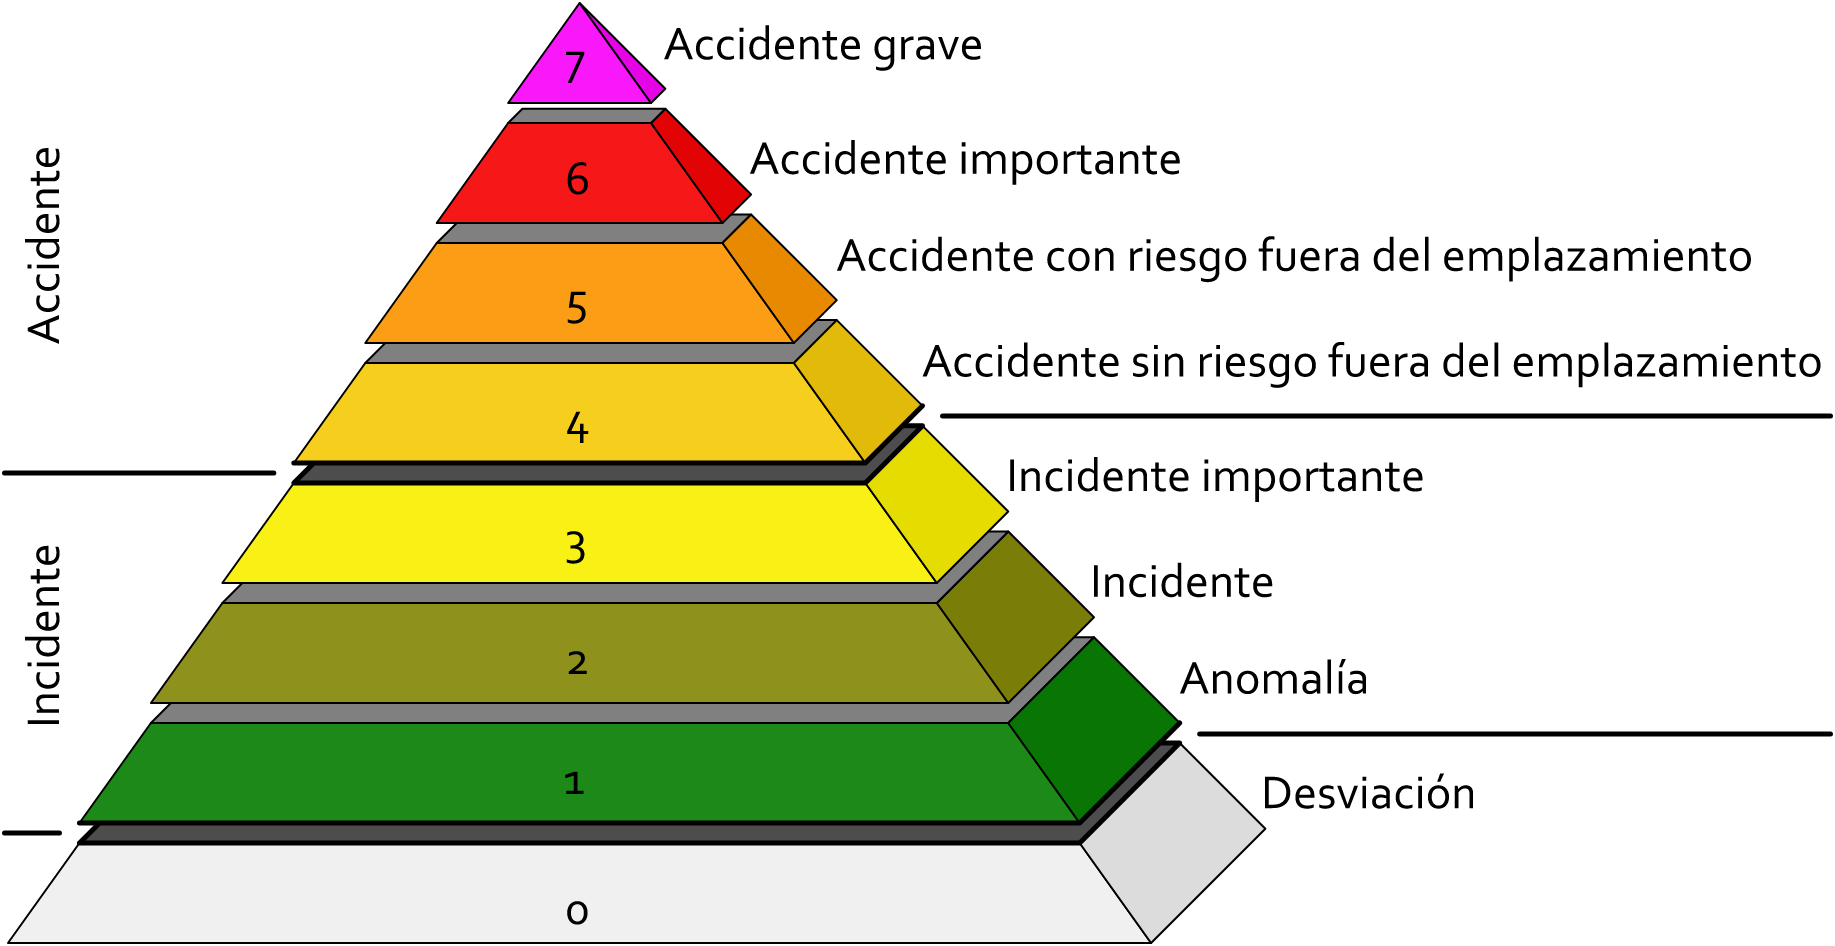 7
Accidente grave
6
Accidente importante
5
Accidente con riesgo fuera del emplazamiento
Accidente
4
Accidente sin riesgo fuera del emplazamiento
3
Incidente importante
2
Incidente
Incidente
1
Anomalía
0
Desviación